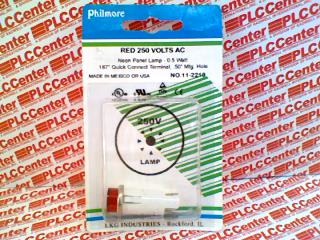 Philmore
RED 250 VOLTS AC
Neon Panel Lamp - 0.5 Watt
.187" Quick Connect Terminal, .50" Mtg. Hole
MADE IN MEXICO OR USA
NO. 11-2250
250V
LAMP
LKG INDUSTRIES - Rockford, IL
PLCCenter